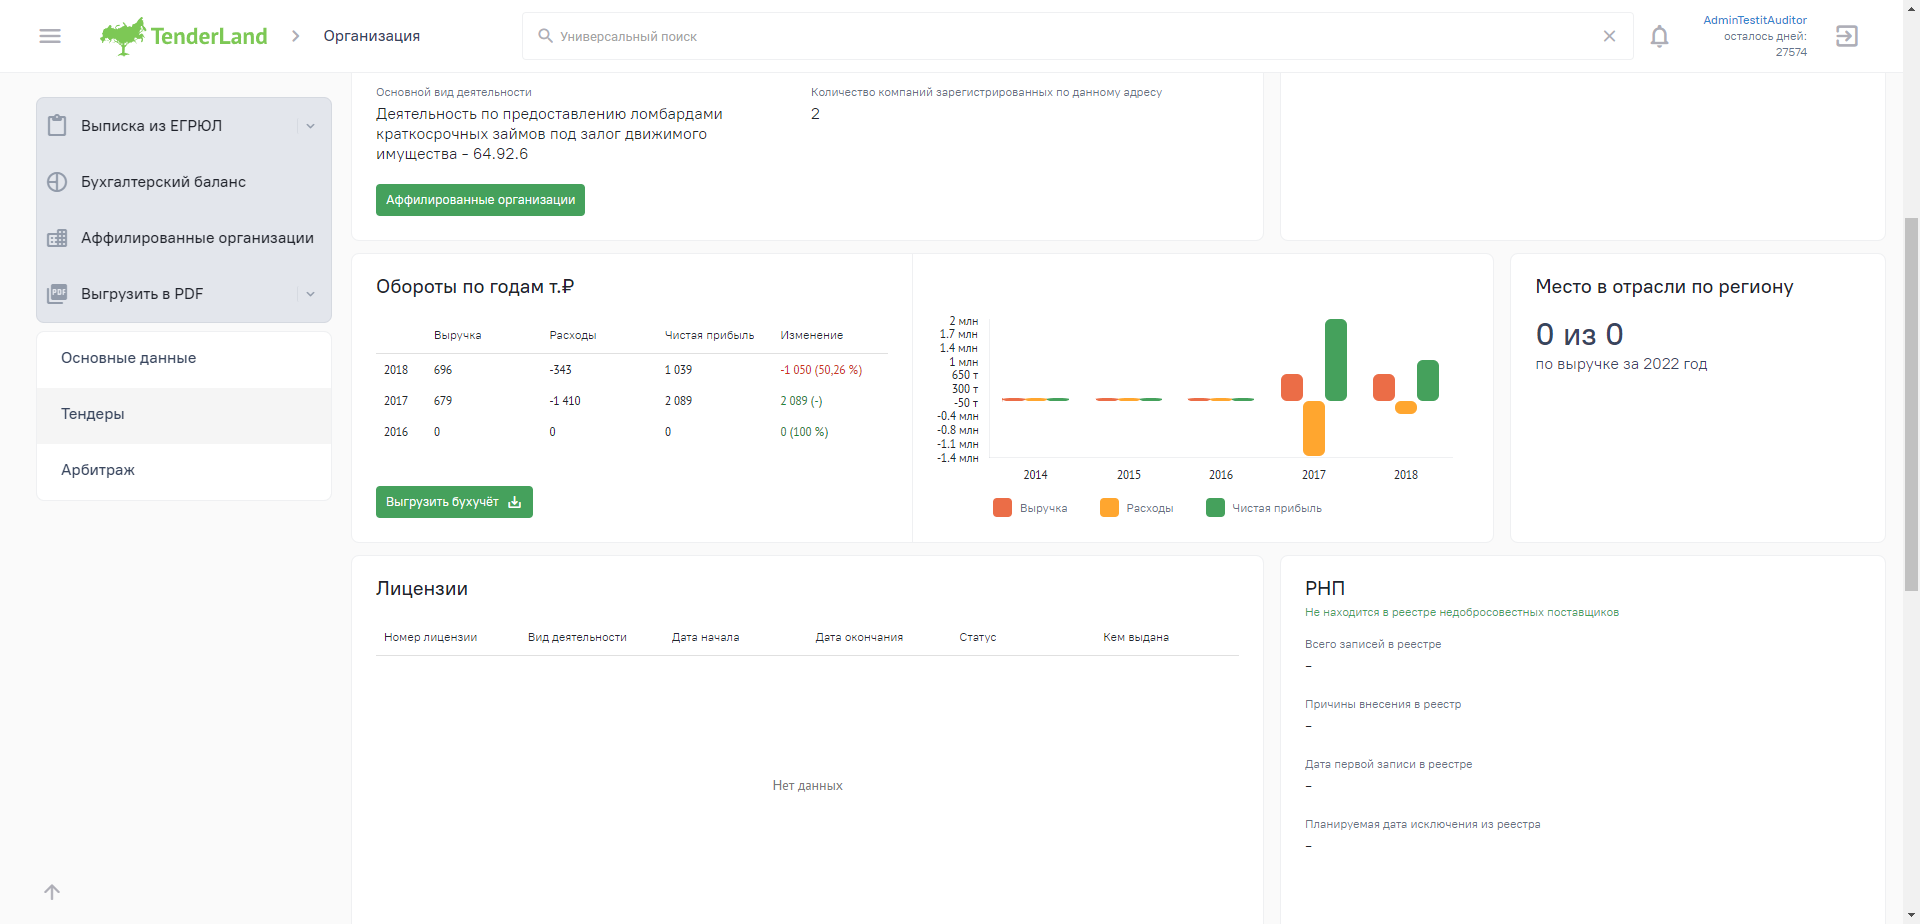 TenderLand
Организация
Универсальный поиск
AdminTestitAuditor
осталось дней:
27574
Выписка из ЕГРЮЛ
Бухгалтерский баланс
Аффилированные организации
PDF
Выгрузить в PDF
Основные данные
Тендеры
Арбитраж
Основной вид деятельности
Деятельность по предоставлению ломбардами
краткосрочных займов под залог движимого
имущества - 64.92.6
Количество компаний зарегистрированных по данному адресу
2
Аффилированные организации
Обороты по годам т.₽
Выручка Расходы Чистая прибыль Изменение
2018 696 -343 1 039 -1 050 (50,26 %)
2017 679 -1 410 2 089 2 089 (-)
2016 0 0 0 0 (100 %)
Выгрузить бухучёт
2 млн
1.7 млн
1.4 млн
1 млн
650 т
300 т
-50 т
-0.4 млн
-0.8 млн
-1.1 млн
-1.4 млн
2014 2015 2016 2017 2018
Выручка Расходы Чистая прибыль
Место в отрасли по региону
0 из 0
по выручке за 2022 год
Лицензии
Номер лицензии Вид деятельности Дата начала Дата окончания Статус Кем выдана
Нет данных
РНП
Не находится в реестре недобросовестных поставщиков
Всего записей в реестре
–
Причины внесения в реестр
–
Дата первой записи в реестре
–
Планируемая дата исключения из реестра
–